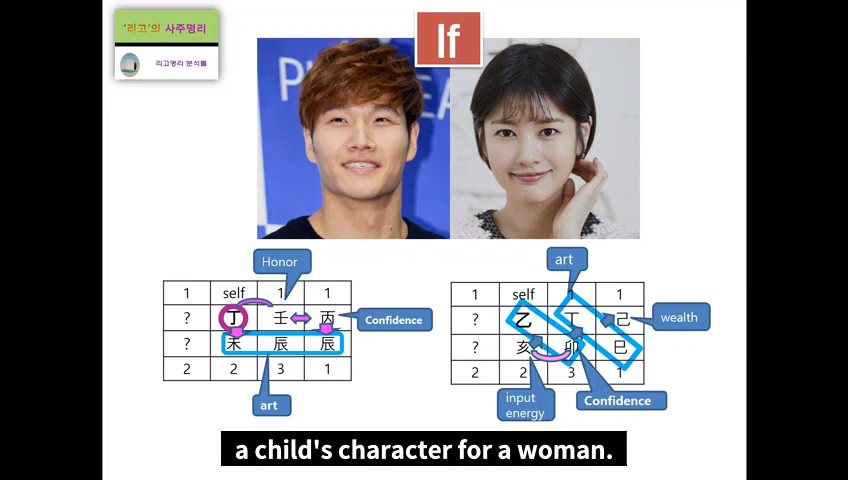 '리고'의 사주명리
리고명리 분석틀
If
Honor
1 self 1 1
? 丁 壬 丙
? 未 辰 辰
2 2 3 1
Confidence
art
art
1 self 1 1
? 乙 丁 己
? 亥 卯 巳
2 2 3 1
wealth
input
energy
Confidence
a child's character for a woman.